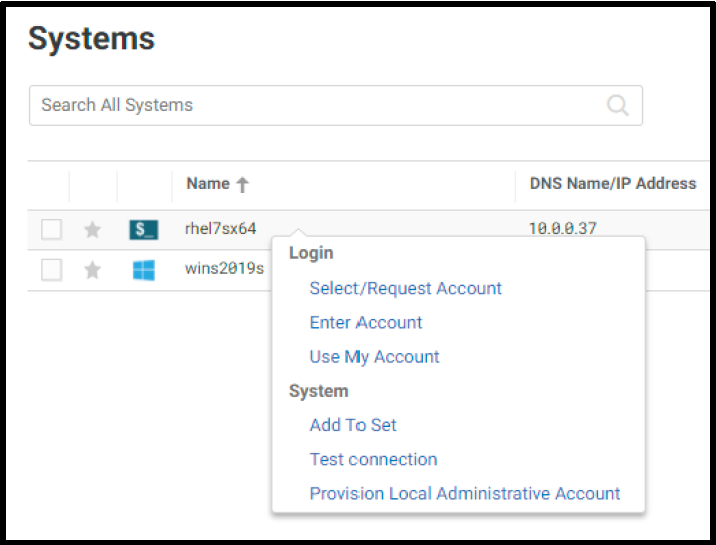 Systems
Search All Systems
Name DNS Name/IP Address
$_ rhel7sx64 10.0.0.37
wins2019s
Login
Select/Request Account
Enter Account
Use My Account
System
Add To Set
Test connection
Provision Local Administrative Account